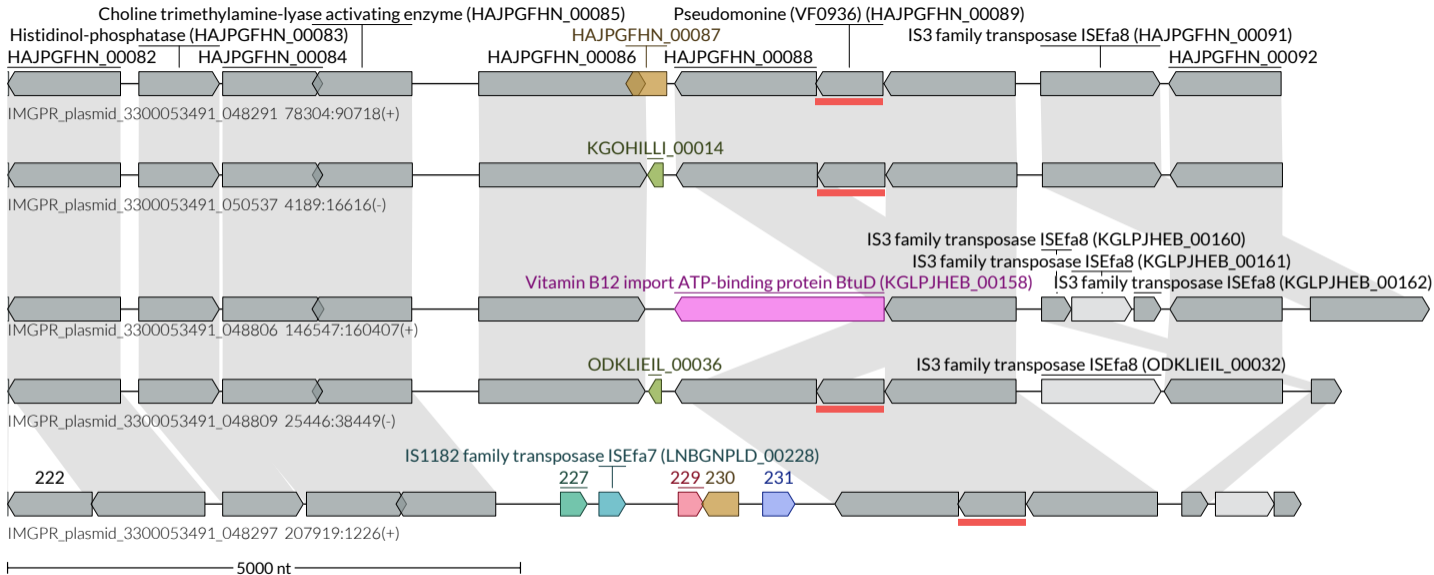 Choline trimethylamine-lyase activating enzyme (HAJPGFHN_00085) Pseudomonine (VF0936) (HAJPGFHN_00089)
Histidinol-phosphatase (HAJPGFHN_00083) HAJPGFHN_00087 IS3 family transposase ISEfa8 (HAJPGFHN_00091)
HAJPGFHN_00082 HAJPGFHN_00084 HAJPGFHN_00086 HAJPGFHN_00088 HAJPGFHN_00092
IMGPR_plasmid_3300053491_048291 78304:90718(+)
KGOHILLI_00014
IMGPR_plasmid_3300053491_050537 4189:16616(-)
IS3 family transposase ISEfa8 (KGLPJHEB_00160)
IS3 family transposase ISEfa8 (KGLPJHEB_00161)
Vitamin B12 import ATP-binding protein BtuD (KGLPJHEB_00158) IS3 family transposase ISEfa8 (KGLPJHEB_00162)
IMGPR_plasmid_3300053491_048806 146547:160407(+)
ODKLIEIL_00036 IS3 family transposase ISEfa8 (ODKLIEIL_00032)
IMGPR_plasmid_3300053491_048809 25446:38449(-)
IS1182 family transposase ISEfa7 (LNBGNPLD_00228)
222 227 229 230 231
IMGPR_plasmid_3300053491_048297 207919:1226(+)
5000 nt